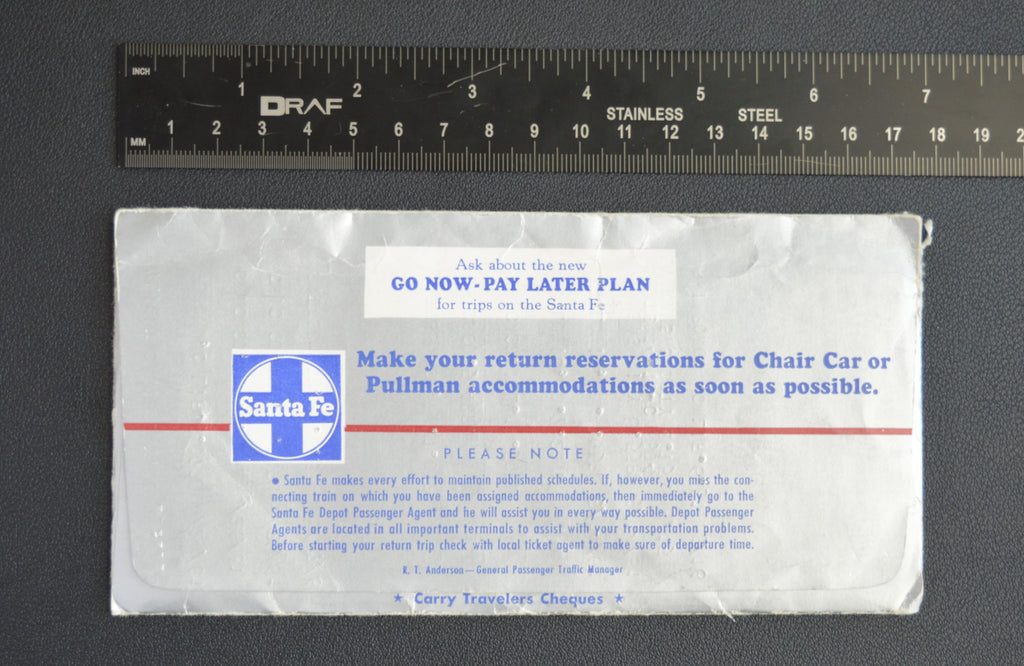 INCH
1 2 3 4 5 6 7
DRAF
STAINLESS STEEL
MM
1 2 3 4 5 6 7 8 9 10 11 12 13 14 15 16 17 18 19 2
Ask about the new
GO NOW-PAY LATER PLAN
for trips on the Santa Fe
Make your return reservations for Chair Car or
Pullman accommodations as soon as possible.
Santa Fe
PLEASE NOTE
● Santa Fe makes every effort to maintain published schedules. If, however, you miss the con-
necting train on which you have been assigned accommodations, then immediately go to the
Santa Fe Depot Passenger Agent and he will assist you in every way possible. Depot Passenger
Agents are located in all important terminals to assist with your transportation problems.
Before starting your return trip check with local ticket agent to make sure of departure time.
R. T. Anderson—General Passenger Traffic Manager
★ Carry Travelers Cheques ★